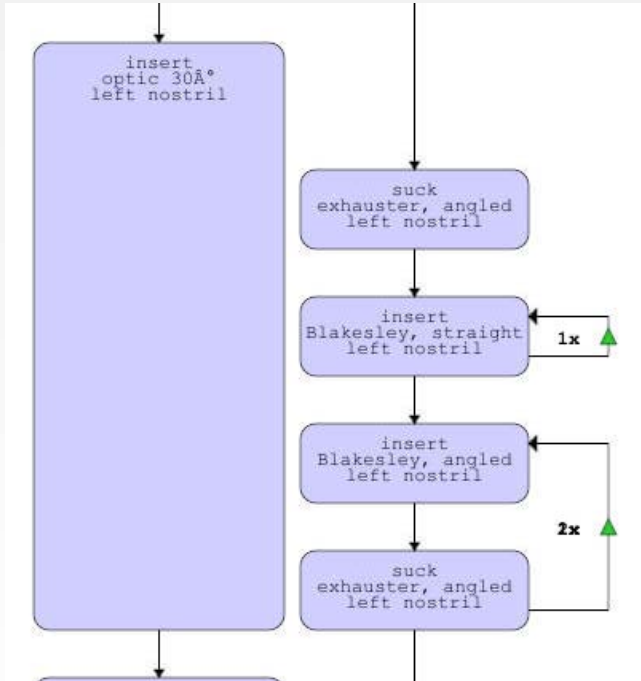 insert
optic 30Â°
left nostril
suck
exhauster, angled
left nostril
insert
Blakesley, straight
left nostril
1x
insert
Blakesley, angled
left nostril
2x
suck
exhauster, angled
left nostril